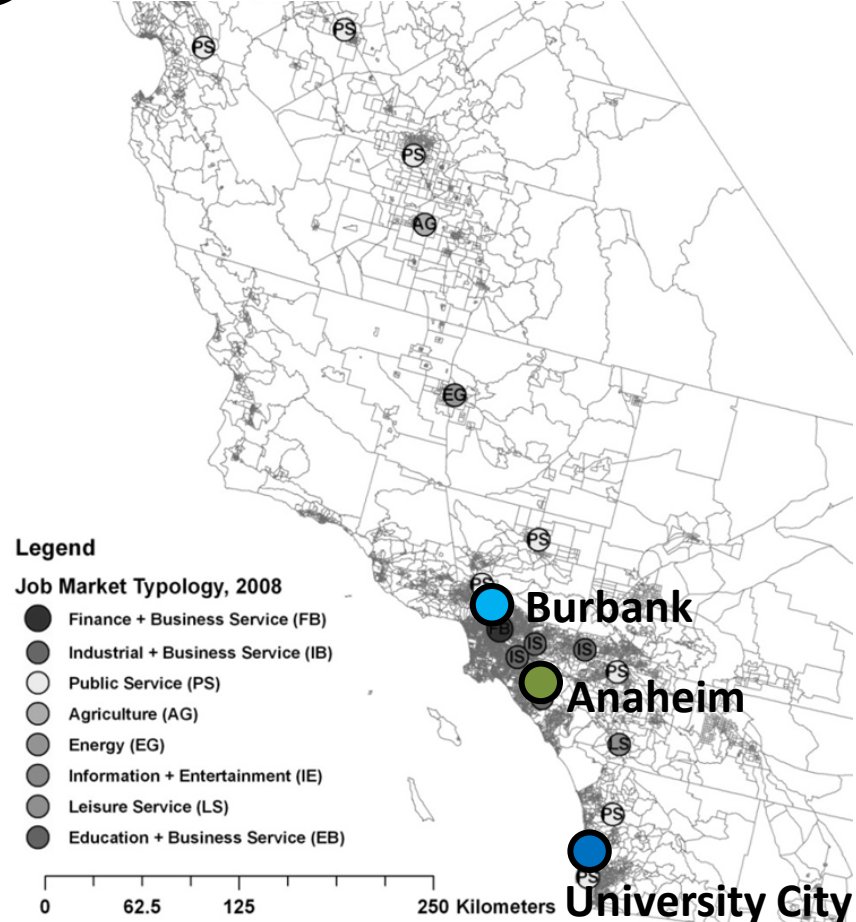 PS
PS
PS
AG
EG
PS
PS
Burbank
FB
IS
IS
IS
PS
Anaheim
LS
Legend
Job Market Typology, 2008
Finance + Business Service (FB)
Industrial + Business Service (IB)
Public Service (PS)
Agriculture (AG)
Energy (EG)
Information + Entertainment (IE)
Leisure Service (LS)
Education + Business Service (EB)
PS
PS
0 62.5 125 250 Kilometers
University City